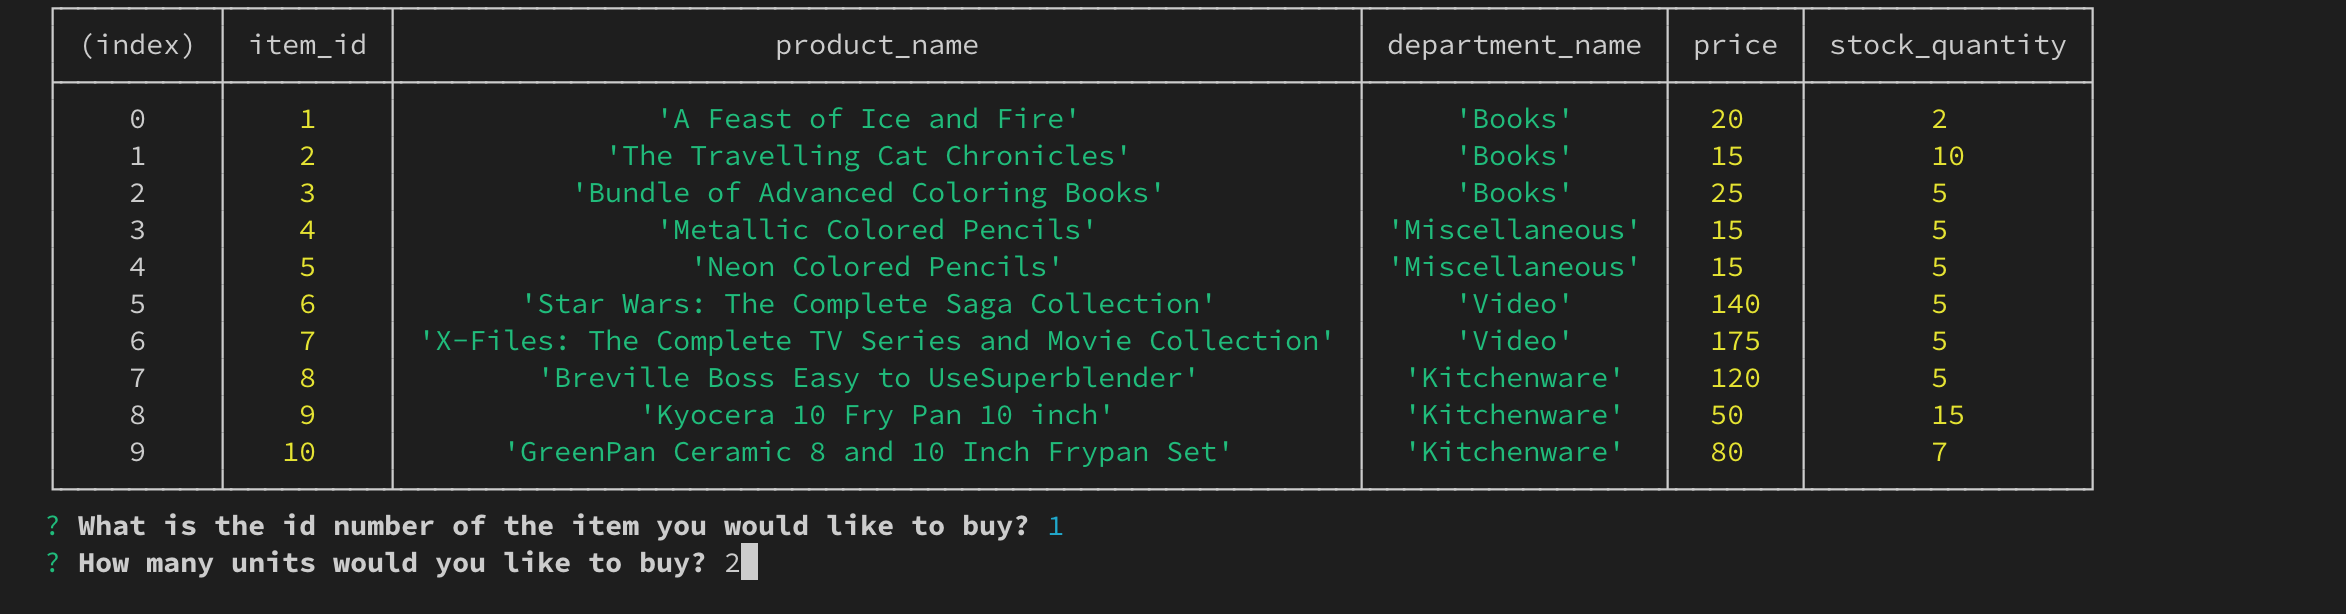 (index) item_id product_name department_name price stock_quantity
0 1 'A Feast of Ice and Fire' 'Books' 20 2
1 2 'The Travelling Cat Chronicles' 'Books' 15 10
2 3 'Bundle of Advanced Coloring Books' 'Books' 25 5
3 4 'Metallic Colored Pencils' 'Miscellaneous' 15 5
4 5 'Neon Colored Pencils' 'Miscellaneous' 15 5
5 6 'Star Wars: The Complete Saga Collection' 'Video' 140 5
6 7 'X-Files: The Complete TV Series and Movie Collection' 'Video' 175 5
7 8 'Breville Boss Easy to UseSuperblender' 'Kitchenware' 120 5
8 9 'Kyocera 10 Fry Pan 10 inch' 'Kitchenware' 50 15
9 10 'GreenPan Ceramic 8 and 10 Inch Frypan Set' 'Kitchenware' 80 7
? What is the id number of the item you would like to buy? 1
? How many units would you like to buy? 2